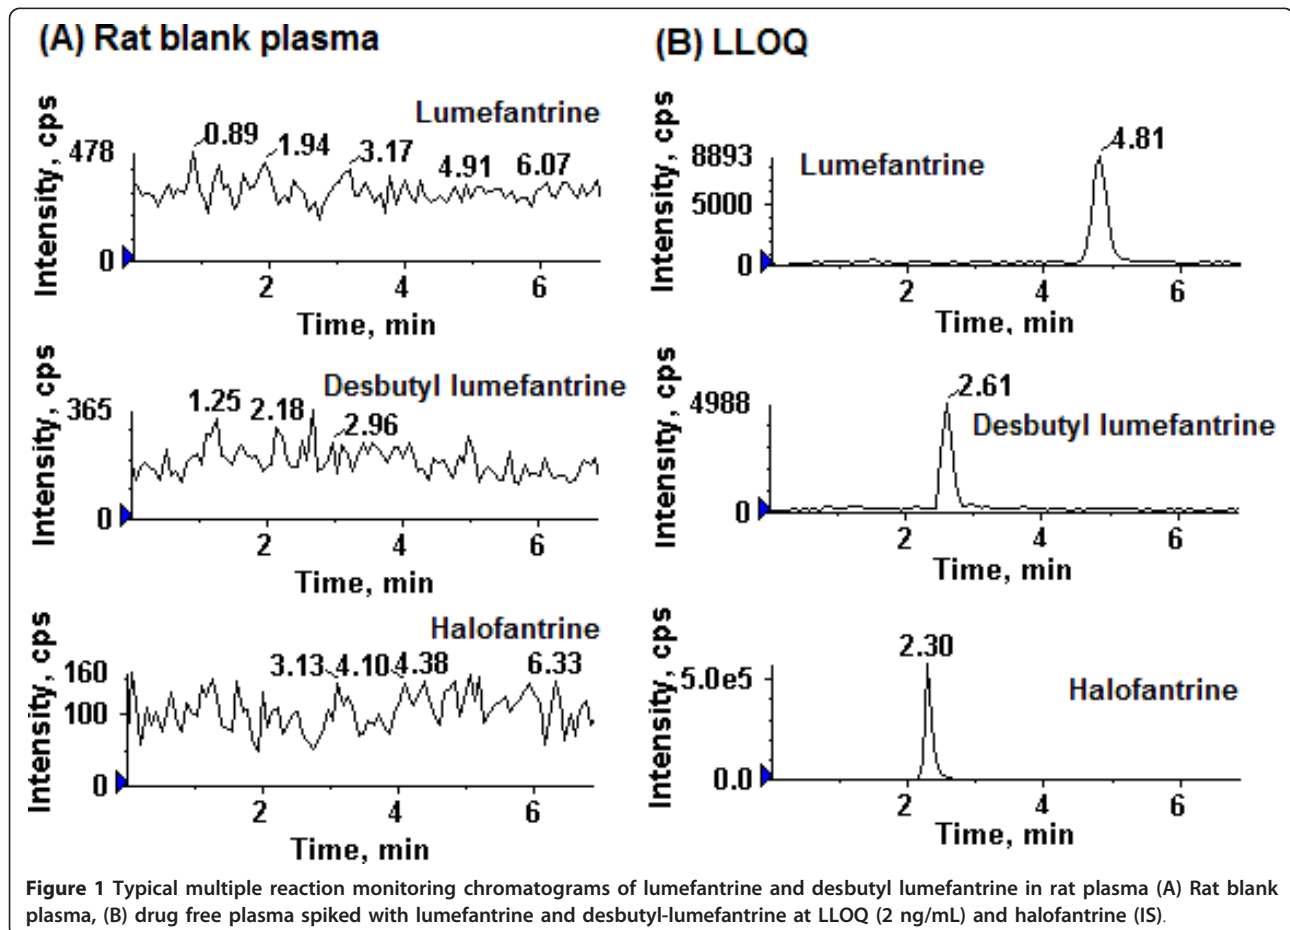 (A) Rat blank plasma
Lumefantrine
Intensity, cps
478
0
0.89
1.94
3.17
4.91
6.07
2
4
6
Time, min
Desbutyl lumefantrine
Intensity, cps
365
0
1.25
2.18
2.96
2
4
6
Time, min
Halofantrine
Intensity, cps
160
100
0
3.13
4.10
4.38
6.33
2
4
6
Time, min
(B) LLOQ
Lumefantrine
Intensity, cps
8893
5000
0
4.81
2
4
6
Time, min
Desbutyl lumefantrine
Intensity, cps
4988
0
2.61
2
4
6
Time, min
Halofantrine
Intensity, cps
5.0e5
0.0
2.30
2
4
6
Time, min
Figure 1 Typical multiple reaction monitoring chromatograms of lumefantrine and desbutyl lumefantrine in rat plasma (A) Rat blank
plasma, (B) drug free plasma spiked with lumefantrine and desbutyl-lumefantrine at LLOQ (2 ng/mL) and halofantrine (IS).